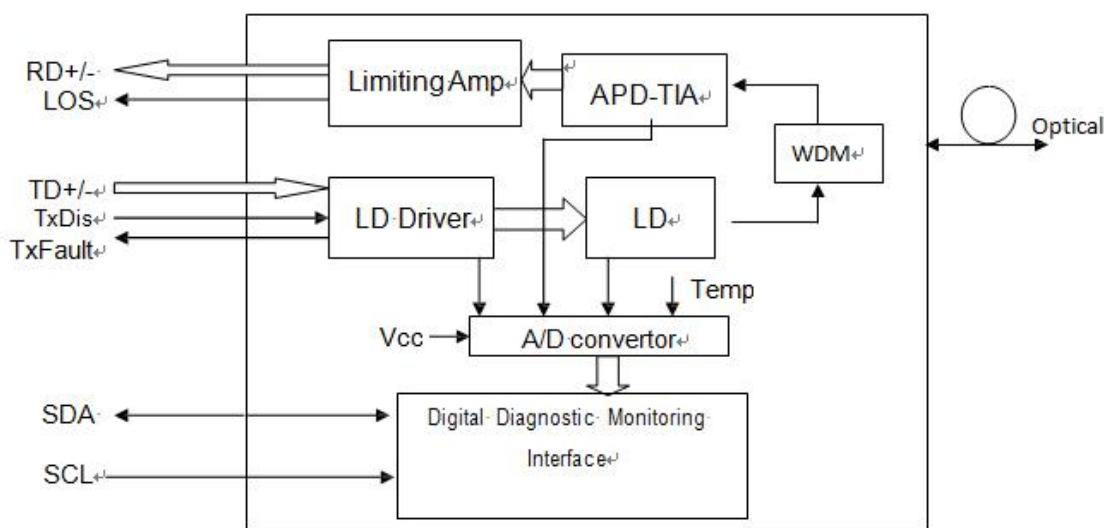 RD+/-
LOS
Limiting Amp
APD-TIA
WDM
Optical
TD+/-
TxDis
TxFault
LD Driver
LD
Temp
Vcc
A/D convertor
SDA
SCL
Digital Diagnostic Monitoring
Interface